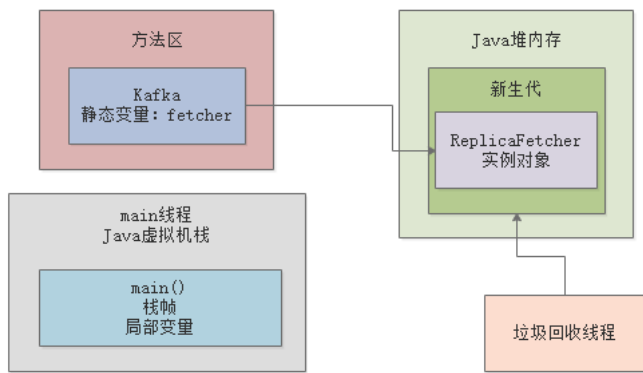 方法区
Kafka
静态变量：fetcher
Java堆内存
新生代
ReplicaFetcher
实例对象
main线程
Java虚拟机栈
main()
栈帧
局部变量
垃圾回收线程